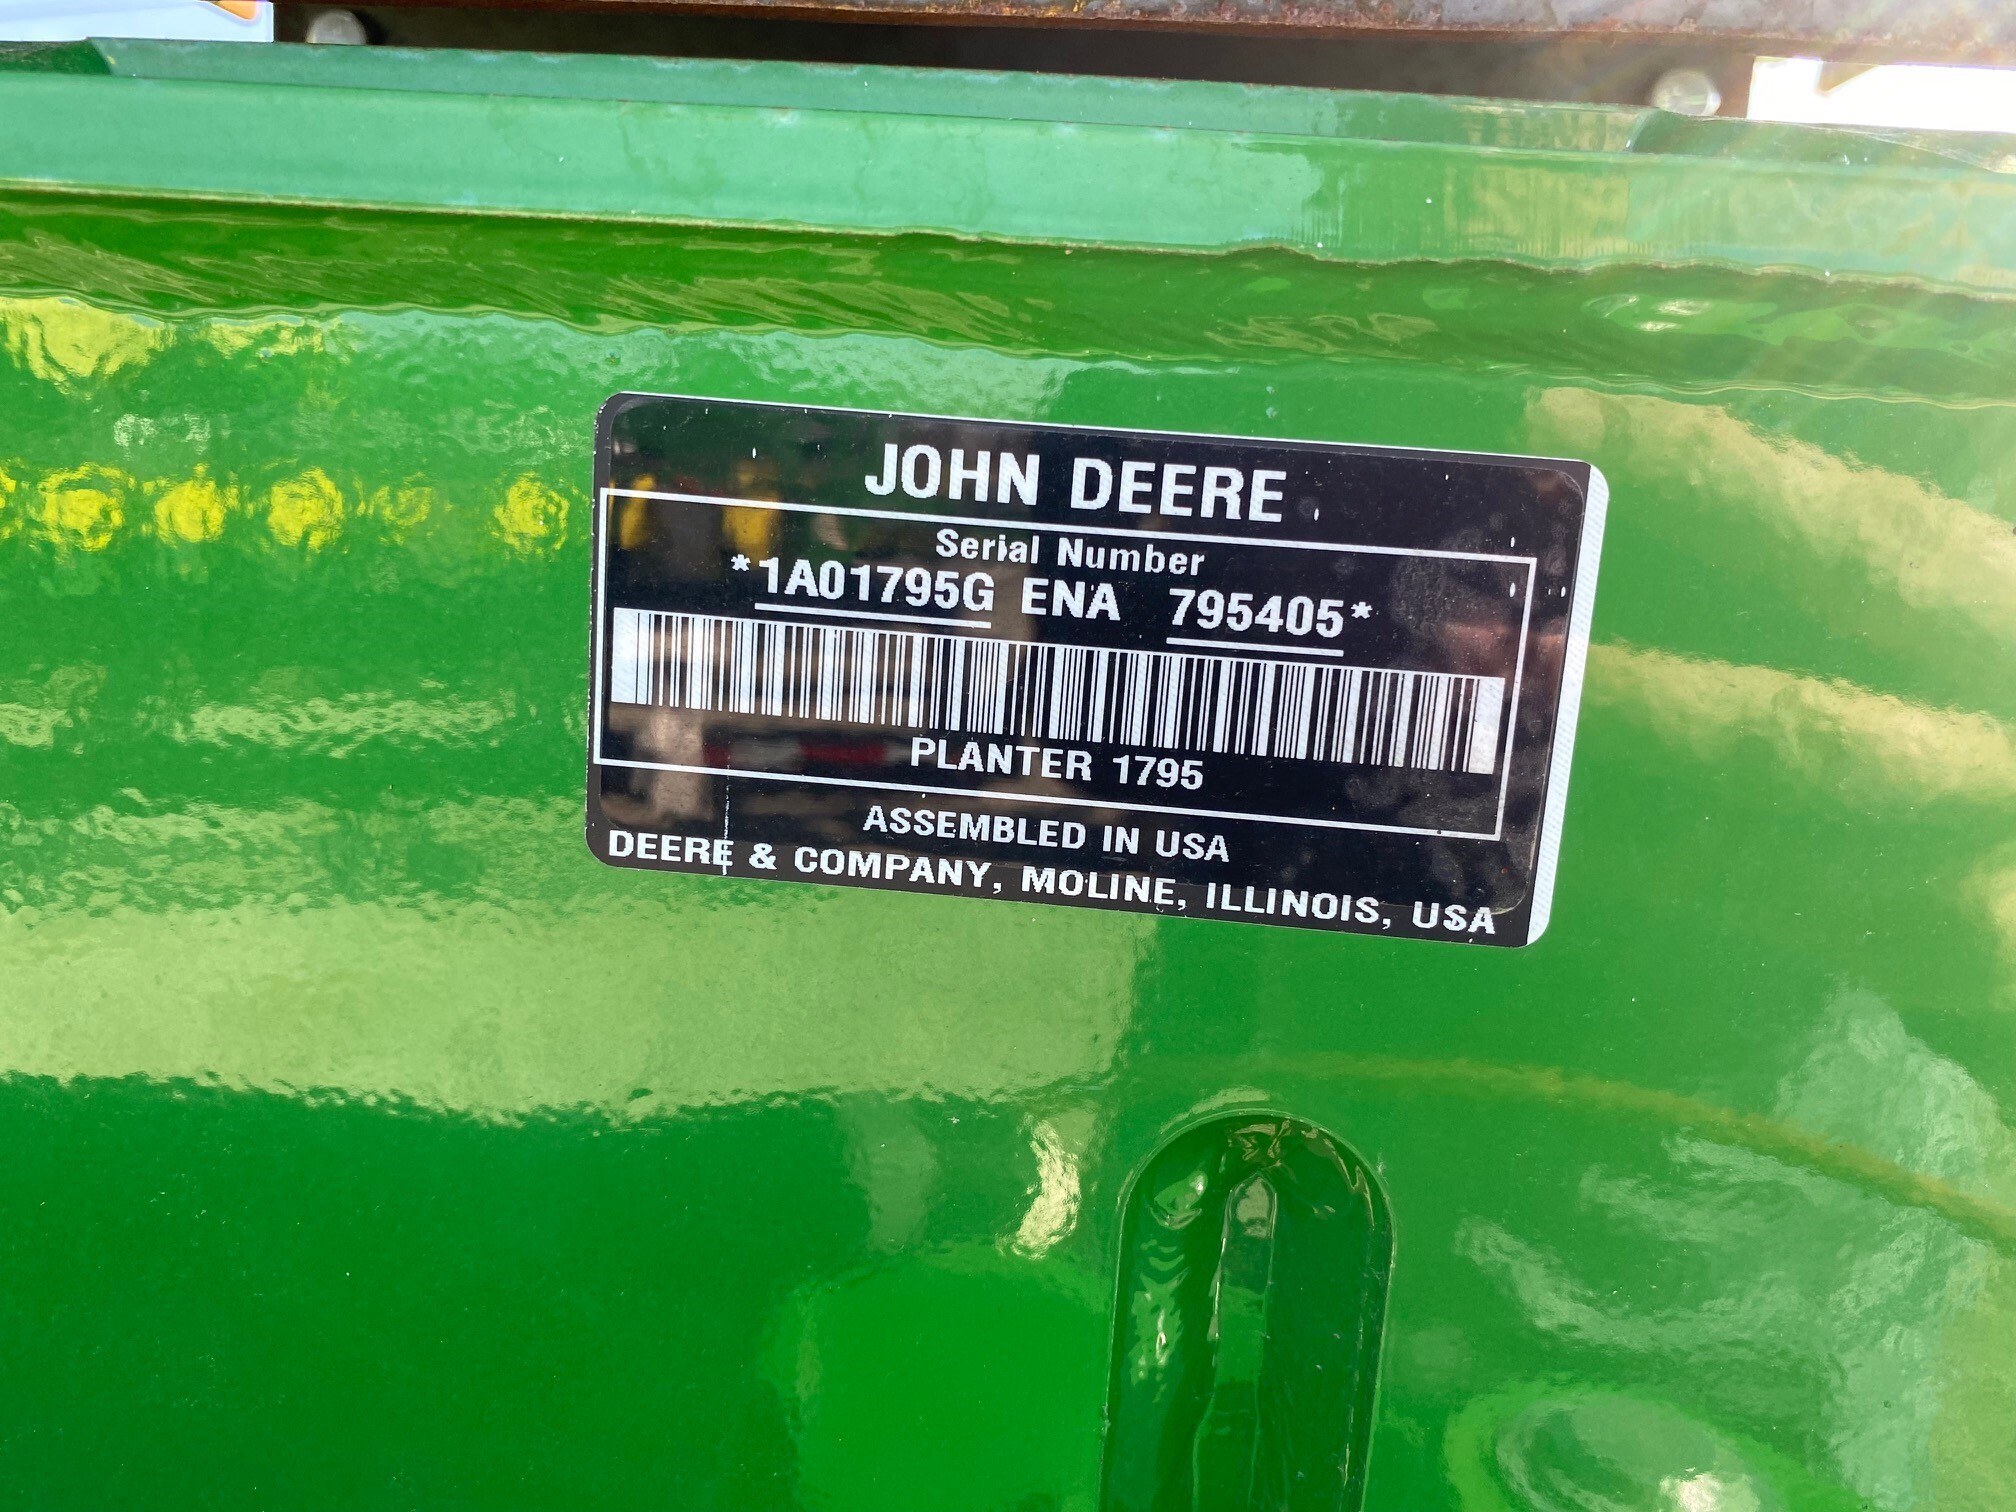 JOHN DEERE
Serial Number
*1A01795G ENA 795405*
PLANTER 1795
ASSEMBLED IN USA
DEERE & COMPANY, MOLINE, ILLINOIS, USA